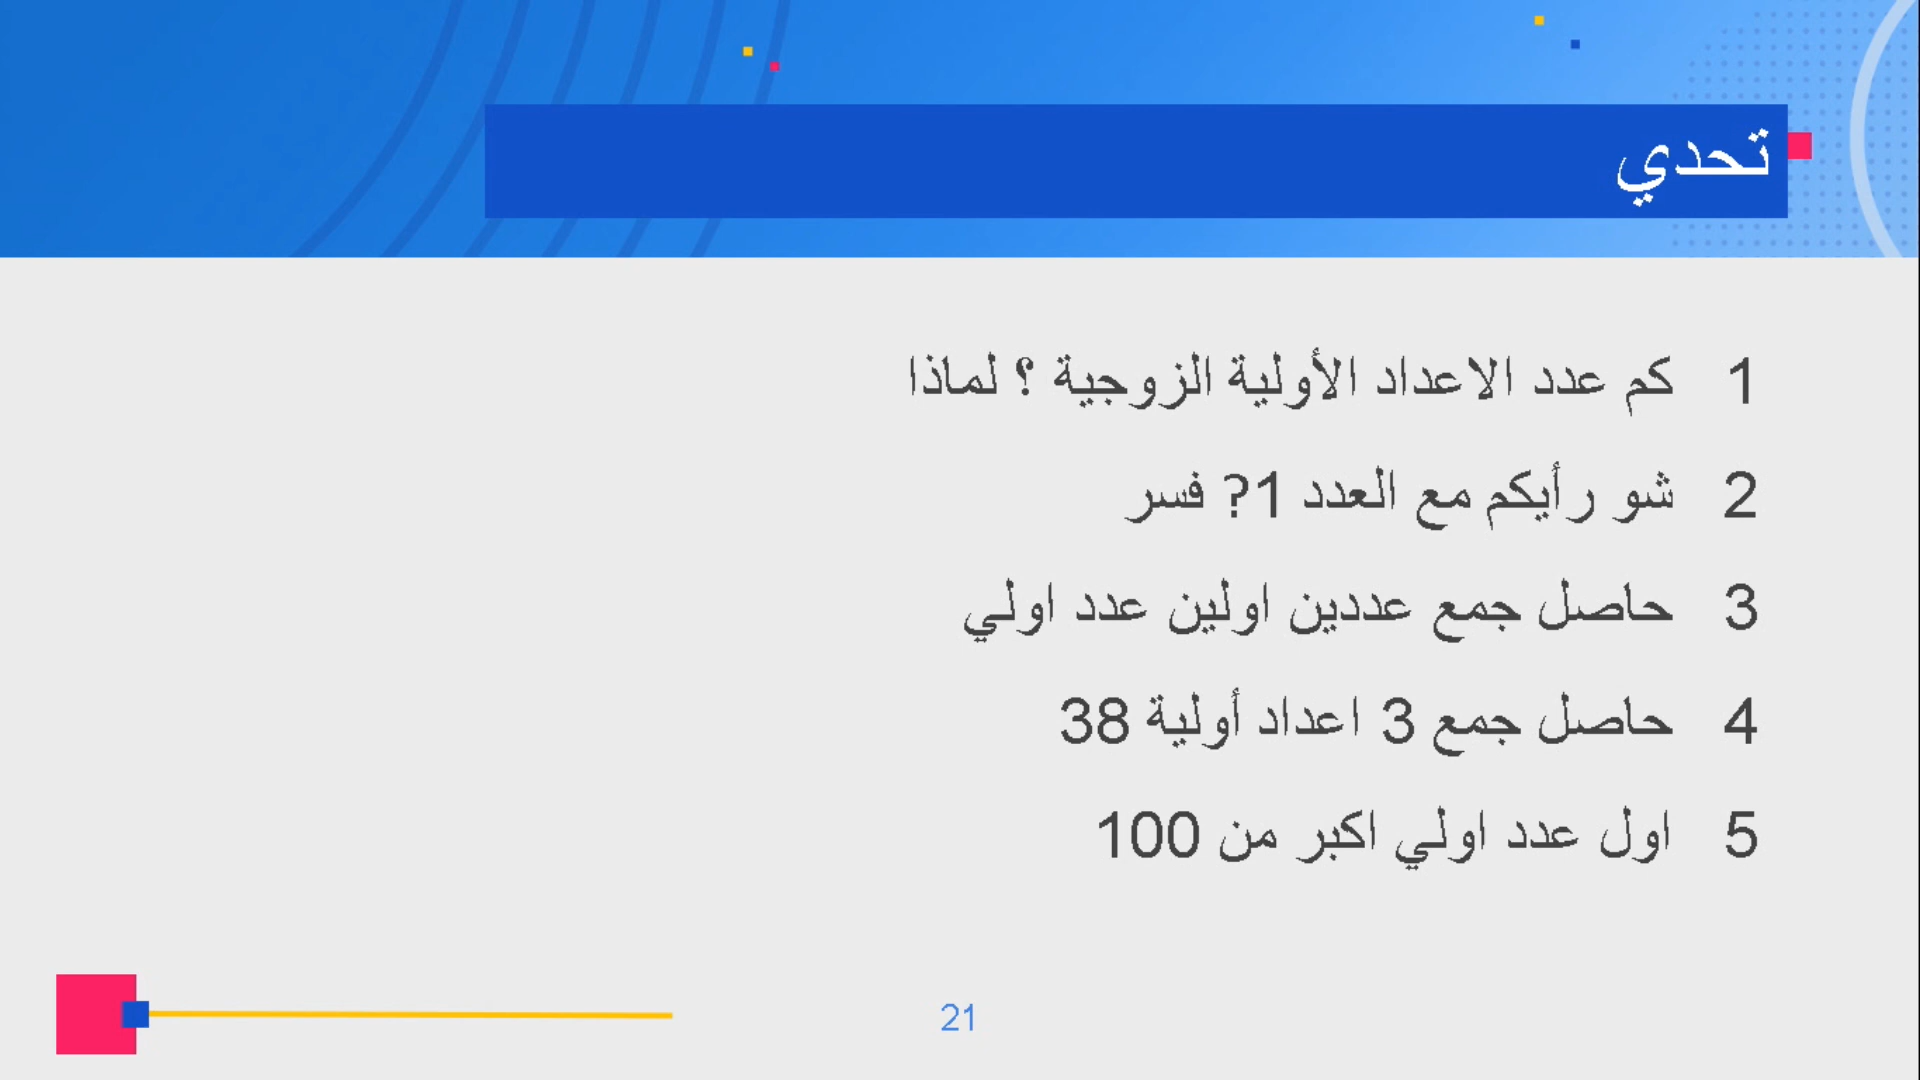 تحدي
1 كم عدد الاعداد الأولية الزوجية ؟ لماذا
2 شو رأيكم مع العدد 1? فسر
3 حاصل جمع عددين اولين عدد اولي
4 حاصل جمع 3 اعداد أولية 38
5 اول عدد اولي اكبر من 100
21